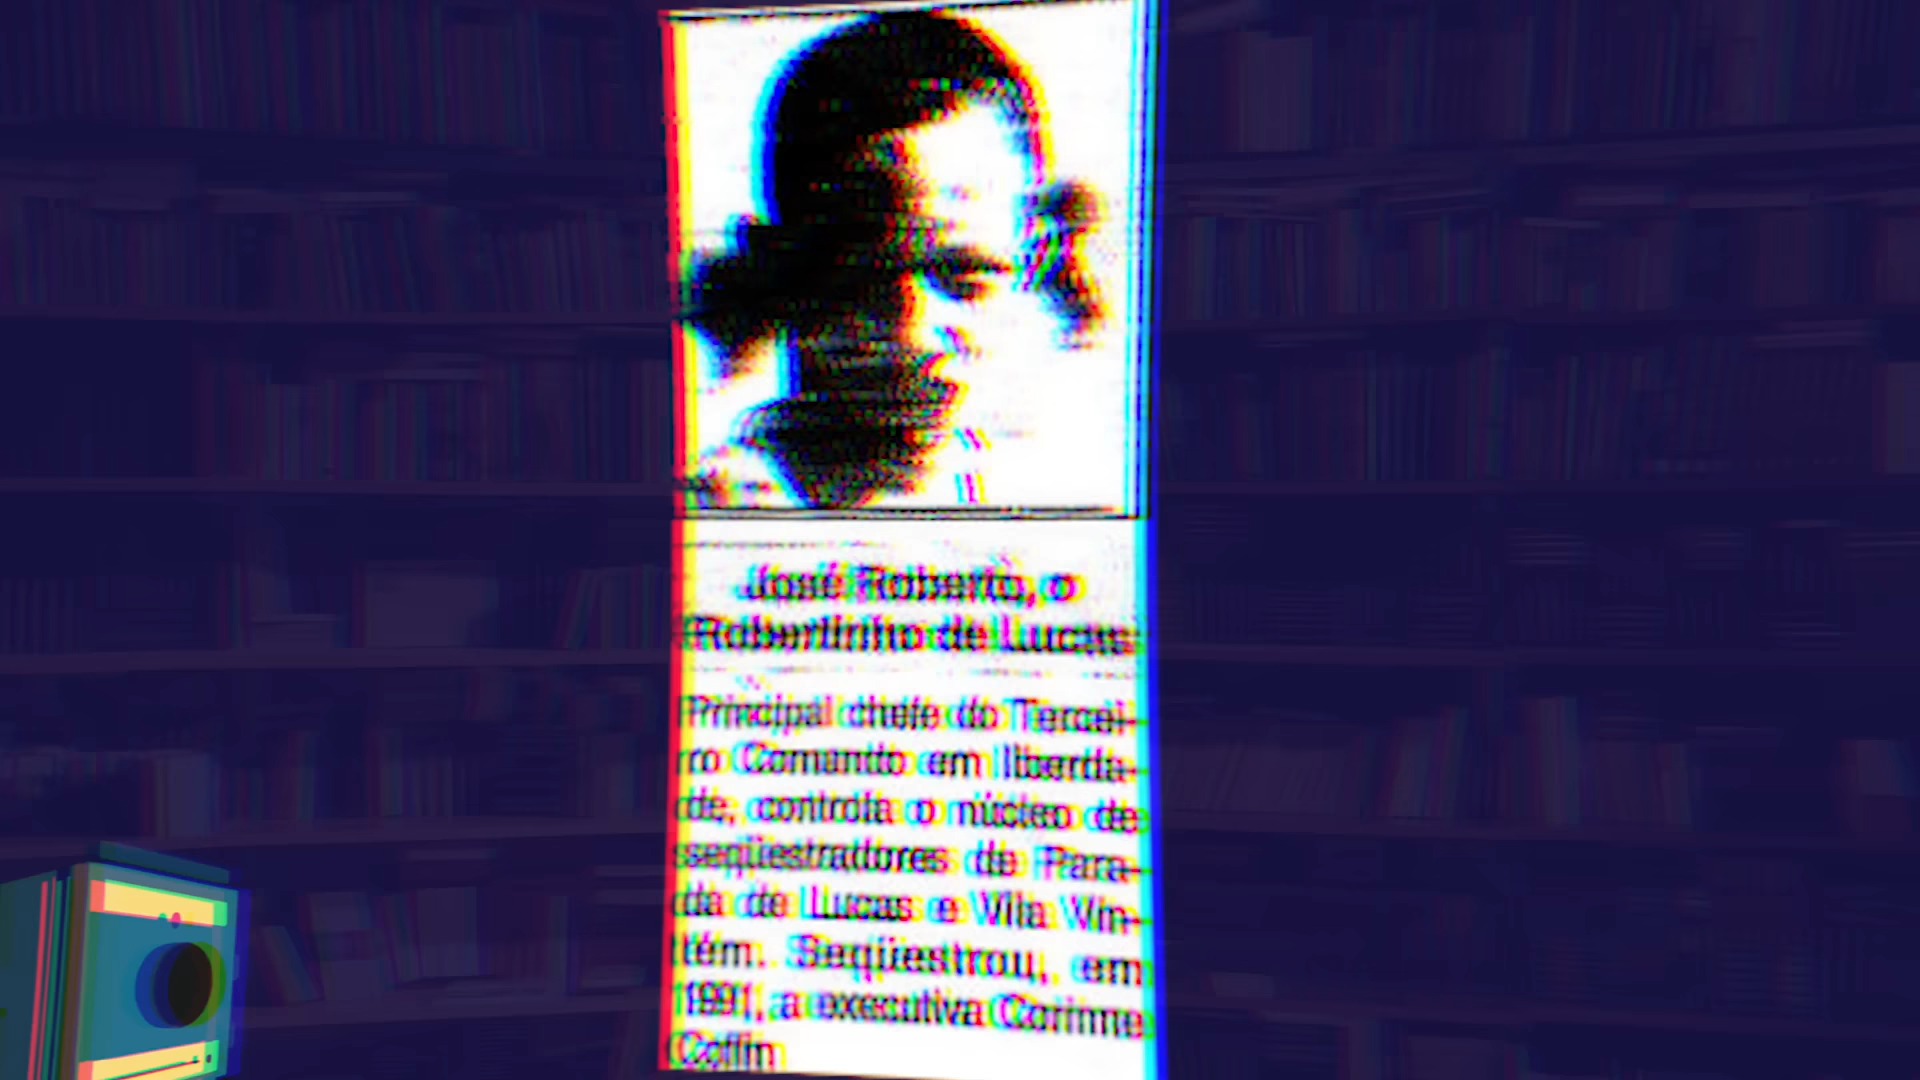 José Roberto, o
Robertinho de Lucas
Principal chefe do Tercei-
ro Comando em liberda-
de, controla o núcleo de
seqüestradores de Para-
da de Lucas e Vila Vin-
tém. Seqüestrou, em
1991, a executiva Corinne
Coffin